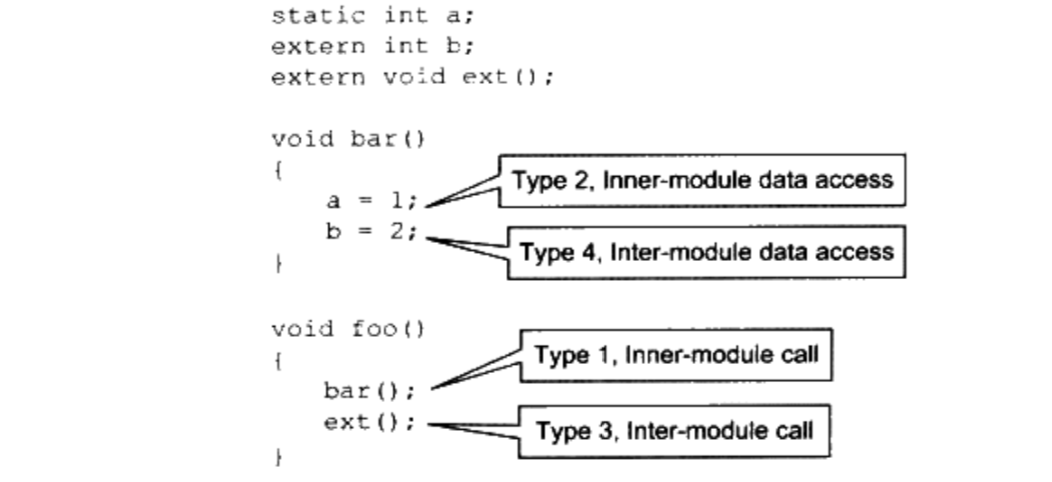 static int a;
extern int b;
extern void ext();
void bar()
{
a = 1;
Type 2, Inner-module data access
b = 2;
Type 4, Inter-module data access
}
void foo()
{
bar();
Type 1, Inner-module call
ext();
Type 3, Inter-module call
}